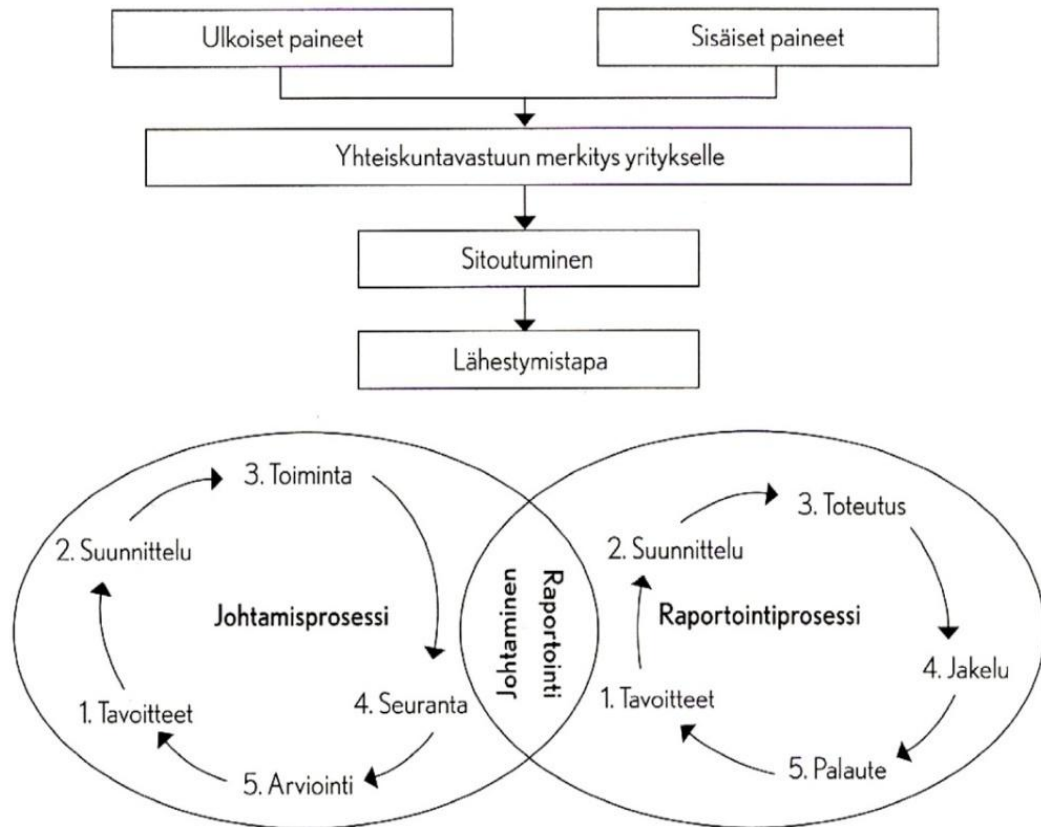 Ulkoiset paineet
Sisäiset paineet
Yhteiskuntavastuun merkitys yritykselle
Sitoutuminen
Lähestymistapa
3. Toiminta
2. Suunnittelu
Johtamisprosessi
1. Tavoitteet
4. Seuranta
5. Arviointi
Johtaminen
Raportointi
3. Toteutus
2. Suunnittelu
Raportointiprosessi
4. Jakelu
1. Tavoitteet
5. Palaute